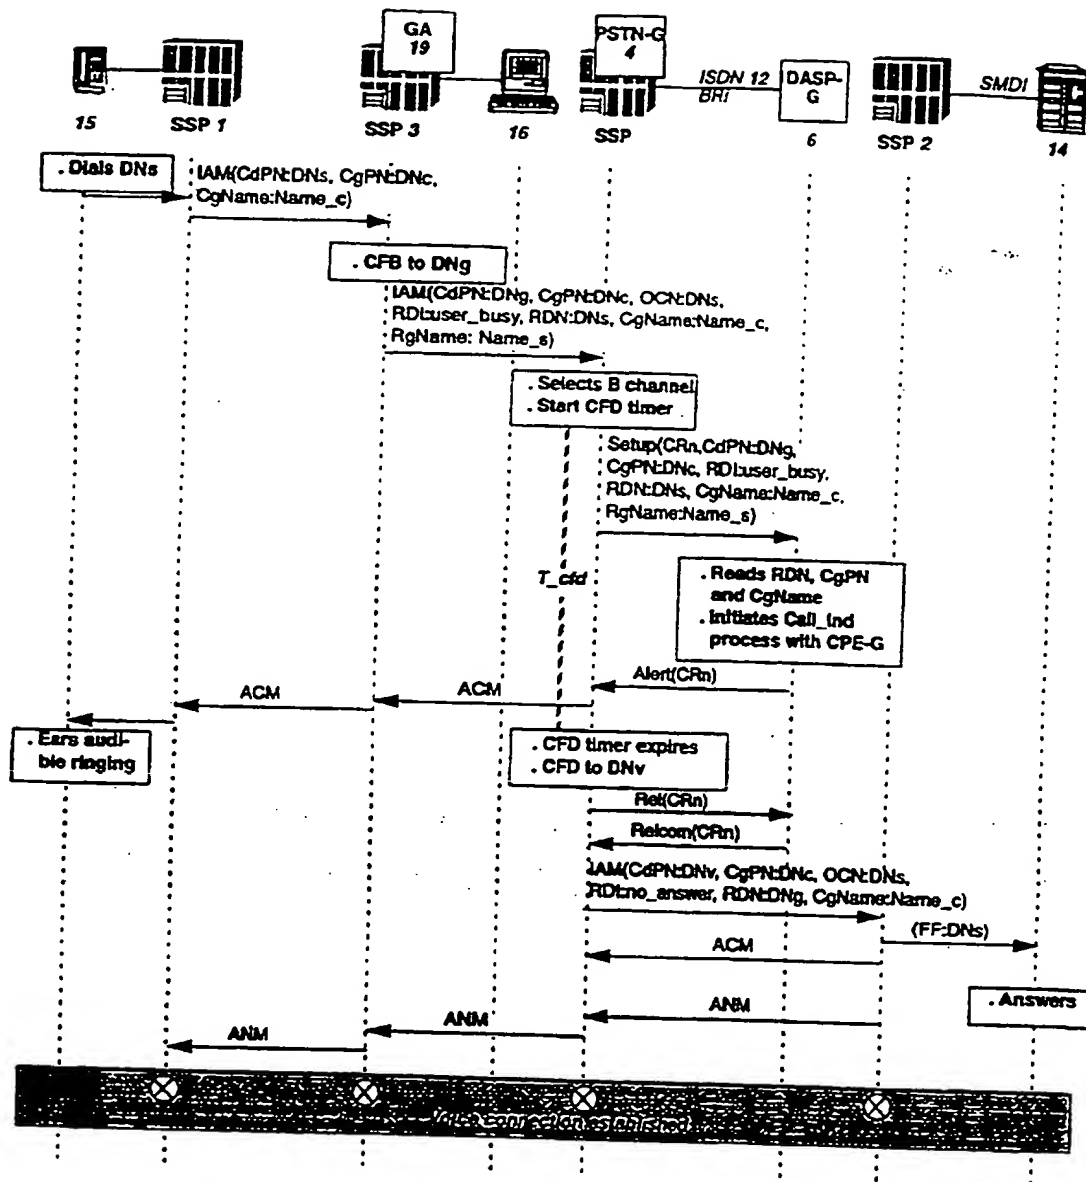 GA
19
PSTN-G
4
ISDN 12
BRI
DASP-
G
SMDI
15
SSP 1
SSP 3
16
SSP
6
SSP 2
14
. Dials DNs
IAM(CdPN:DNs, CgPN:DNc,
CgName:Name_c)
. CFB to DNg
IAM(CdPN:DNg, CgPN:DNc, OCN:DNs,
RDI:user_busy, RDN:DNs, CgName:Name_c,
RgName: Name_s)
. Selects B channel
. Start CFD timer
Setup(CRn,CdPN:DNg,
CgPN:DNc, RDI:user_busy,
RDN:DNs, CgName:Name_c,
RgName:Name_s)
T_cfd
. Reads RDN, CgPN
and CgName
. Initiates Call_Ind
process with CPE-G
Alert(CRn)
ACM
ACM
. Ears audi-
ble ringing
. CFD timer expires
. CFD to DNv
Rel(CRn)
Relcom(CRn)
IAM(CdPN:DNv, CgPN:DNc, OCN:DNs,
RDI:no_answer, RDN:DNg, CgName:Name_c)
(FF:DNs)
ACM
. Answers
ANM
ANM
ANM
Voice connection established